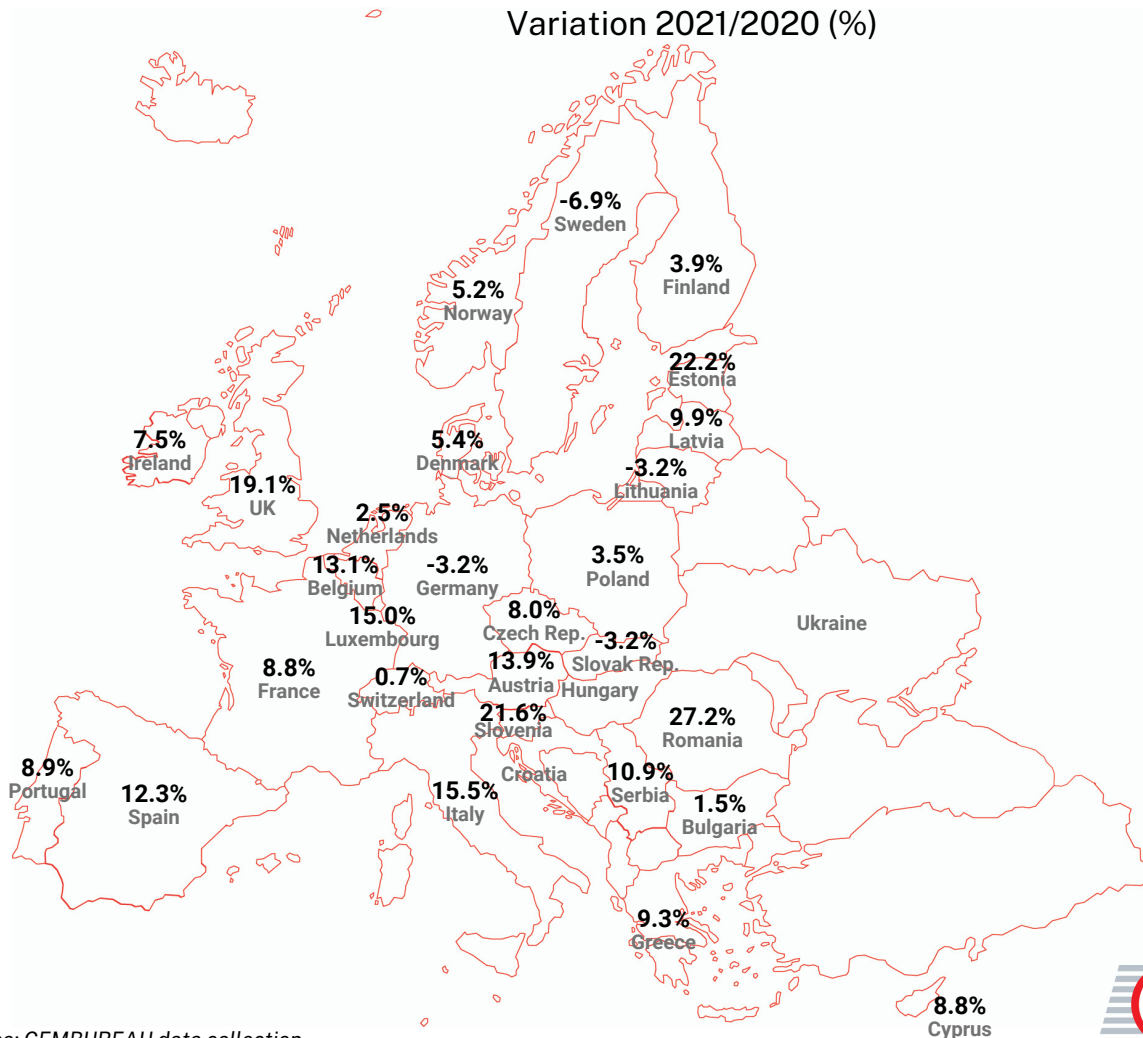 Variation 2021/2020 (%)
-6.9%
Sweden
3.9%
Finland
5.2%
Norway
22.2%
Estonia
9.9%
Latvia
7.5%
Ireland
5.4%
Denmark
-3.2%
Lithuania
19.1%
UK
2.5%
Netherlands
13.1%
Belgium
-3.2%
Germany
3.5%
Poland
15.0%
Luxembourg
8.0%
Czech Rep.
Ukraine
-3.2%
Slovak Rep.
8.8%
France
0.7%
Switzerland
13.9%
Austria
Hungary
21.6%
Slovenia
27.2%
Romania
8.9%
Portugal
12.3%
Spain
15.5%
Italy
Croatia
10.9%
Serbia
1.5%
Bulgaria
9.3%
Greece
8.8%
Cyprus
CEMBUREAU data collection